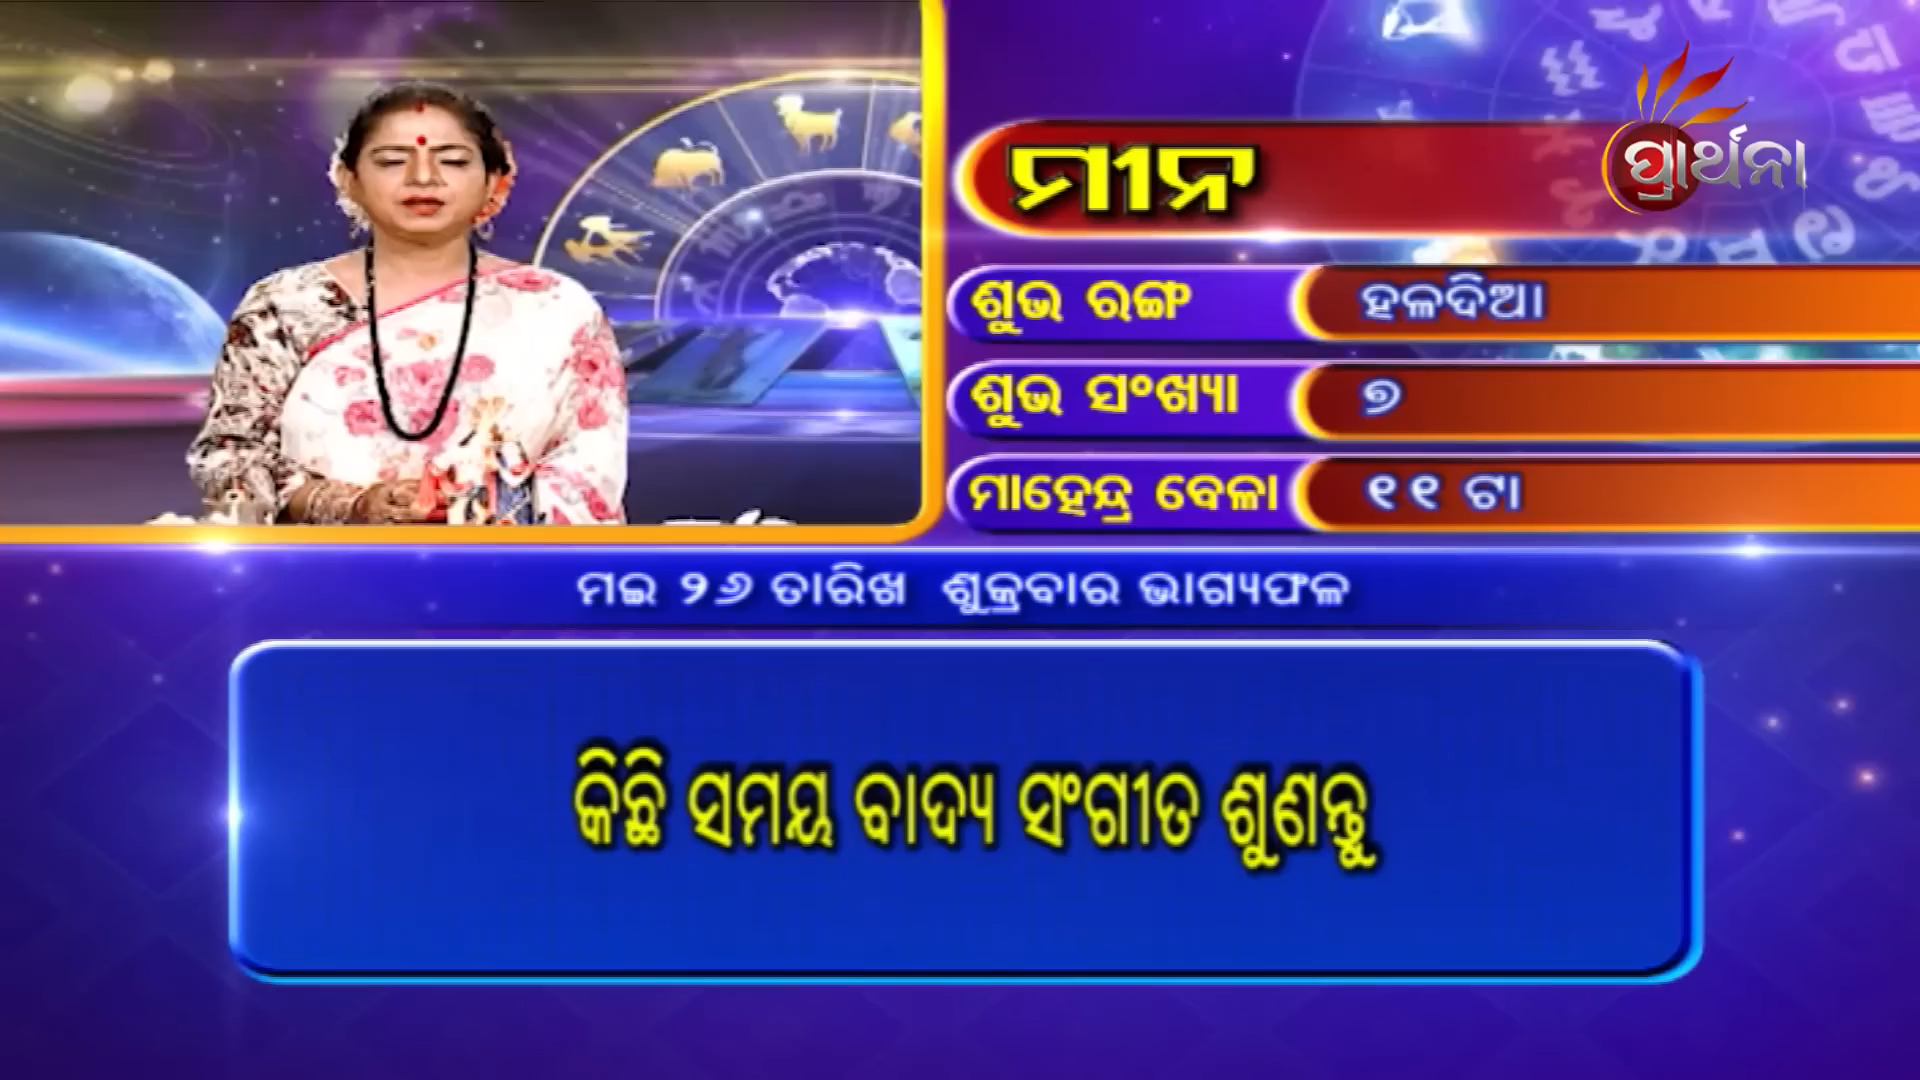 ମୀନ
ପ୍ରାର୍ଥନା
ଶୁଭ ରଙ୍ଗ ହଳଦିଆ
ଶୁଭ ସଂଖ୍ୟା ୭
ମାହେନ୍ଦ୍ର ବେଳା ୧୧ ଟା
ମଇ ୨୬ ତାରିଖ ଶୁକ୍ରବାର ଭାଗ୍ୟଫଳ
କିଛି ସମୟ ବାଦ୍ୟ ସଂଗୀତ ଶୁଣନ୍ତୁ